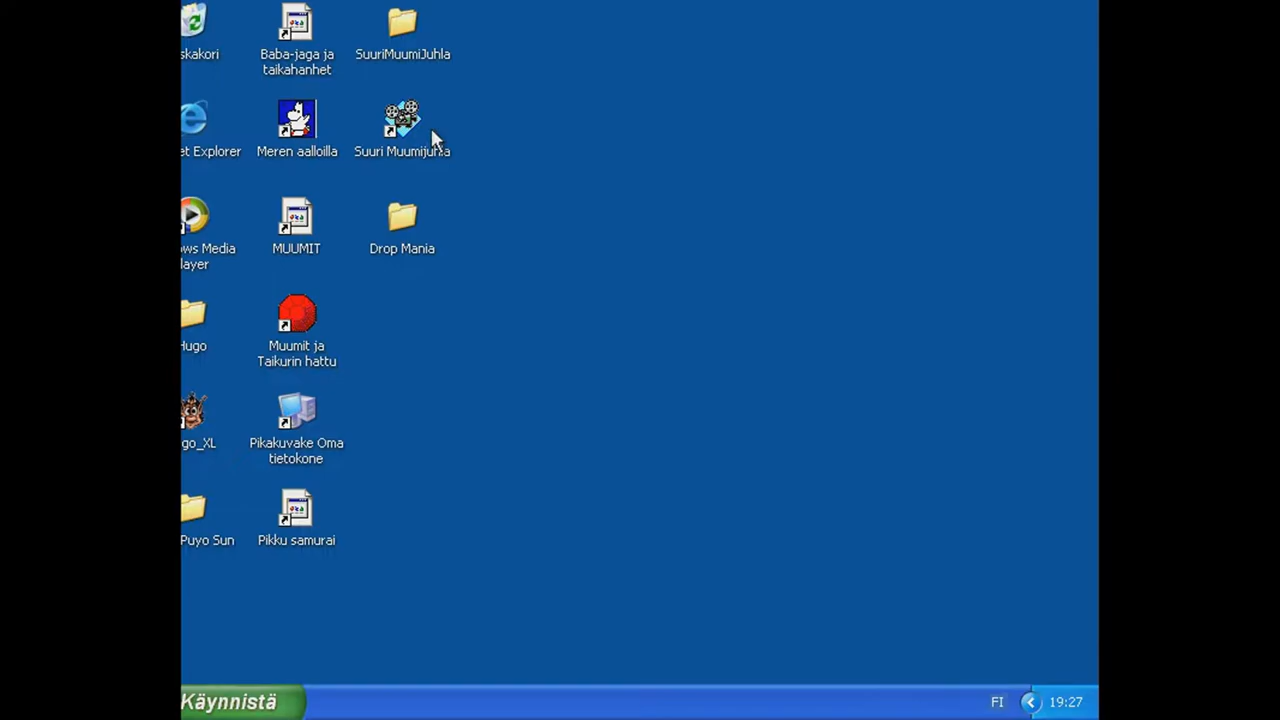 skakori
Baba-jaga ja
taikahanhet
SuuriMuumiJuhla
et Explorer
Meren aalloilla
Suuri Muumijuhla
ows Media
layer
MUUMIT
Drop Mania
Hugo
Muumit ja
Taikurin hattu
go_XL
Pikakuvake Oma
tietokone
Puyo Sun
Pikku samurai
Käynnistä
FI
19:27